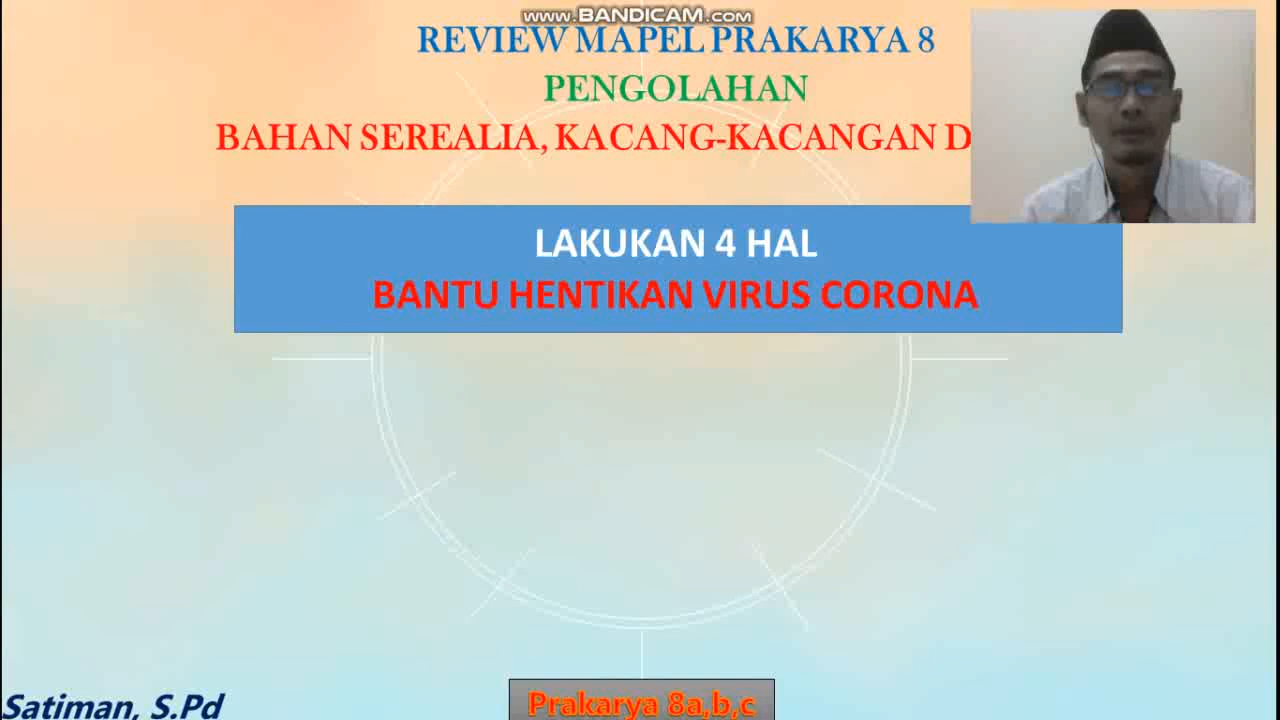 www.BANDICAM.com
REVIEW MAPEL PRAKARYA 8
PENGOLAHAN
BAHAN SEREALIA, KACANG-KACANGAN D
LAKUKAN 4 HAL
BANTU HENTIKAN VIRUS CORONA
Satiman, S.Pd
Prakarya 8a,b,c